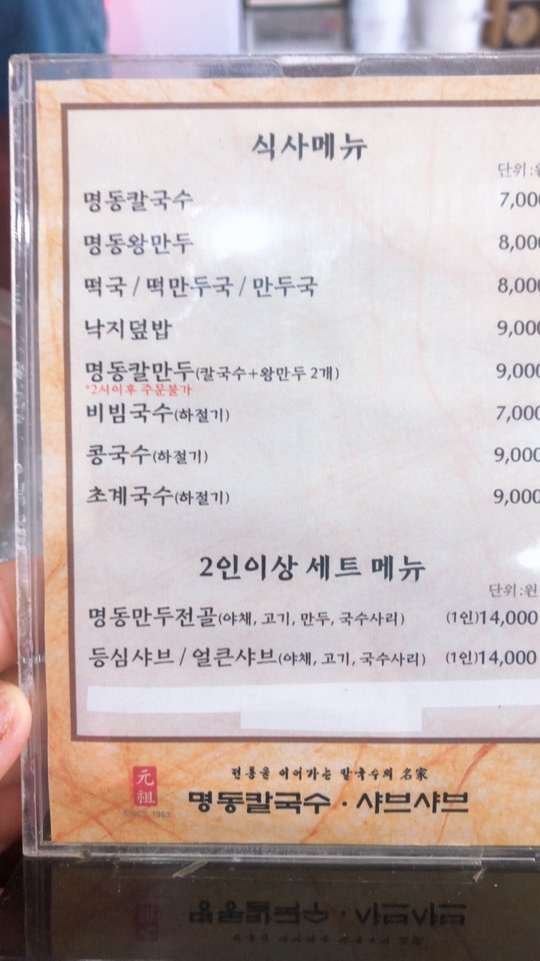 식사메뉴
단위:원
명동칼국수 7,000
명동왕만두 8,000
떡국 / 떡만두국 / 만두국 8,000
낙지덮밥 9,000
명동칼만두(칼국수+왕만두 2개) 9,000
*2시이후 주문불가
비빔국수(하절기) 7,000
콩국수(하절기) 9,000
초계국수(하절기) 9,000
2인이상 세트 메뉴
단위:원
명동만두전골(야채, 고기, 만두, 국수사리) (1인)14,000
등심샤브 / 얼큰샤브(야채, 고기, 국수사리) (1인)14,000
元祖
전통을 이어가는 칼국수의 名家
명동칼국수 · 샤브샤브